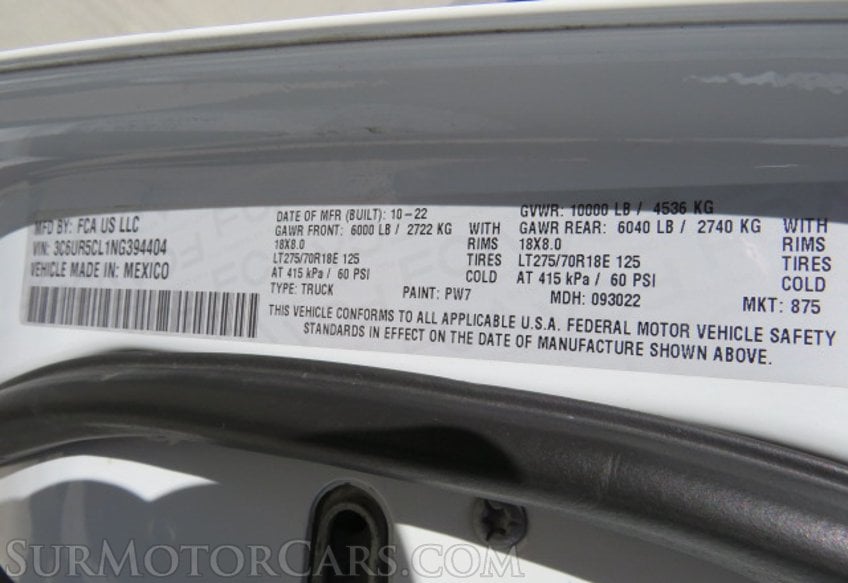 MFD BY: FCA US LLC
VIN: 3C6UR5CL1NG394404
VEHICLE MADE IN: MEXICO
DATE OF MFR (BUILT): 10-22
GAWR FRONT: 6000 LB / 2722 KG WITH
18X8.0 RIMS
LT275/70R18E 125 TIRES
AT 415 kPa / 60 PSI COLD
TYPE: TRUCK PAINT: PW7
GVWR: 10000 LB / 4536 KG
GAWR REAR: 6040 LB / 2740 KG WITH
18X8.0 RIMS
LT275/70R18E 125 TIRES
AT 415 kPa / 60 PSI COLD
MDH: 093022 MKT: 875
THIS VEHICLE CONFORMS TO ALL APPLICABLE U.S.A. FEDERAL MOTOR VEHICLE SAFETY
STANDARDS IN EFFECT ON THE DATE OF MANUFACTURE SHOWN ABOVE.
SURMOTORCARS.COM